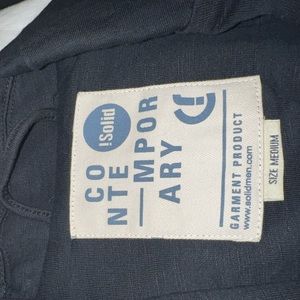 !Solid
CO
NTE
—MPOR
ARY
GARMENT PRODUCT
www.solidmen.com
SIZE MEDIUM